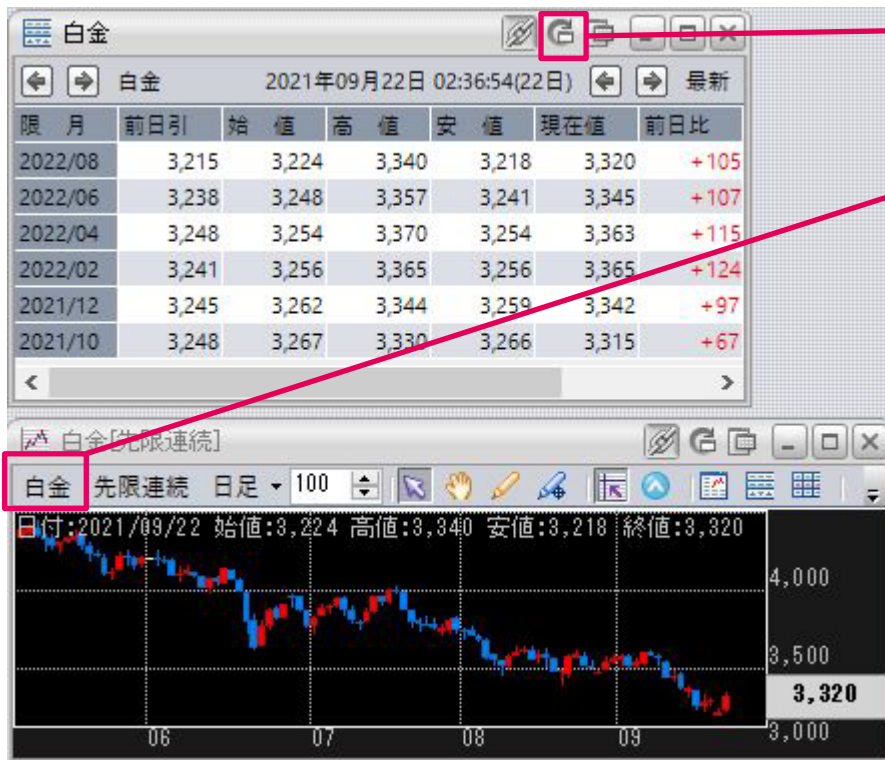 白金
白金 2021年09月22日 02:36:54(22日) 最新
限 月 前日引 始 値 高 値 安 値 現在値 前日比
2022/08 3,215 3,224 3,340 3,218 3,320 +105
2022/06 3,238 3,248 3,357 3,241 3,345 +107
2022/04 3,248 3,254 3,370 3,254 3,363 +115
2022/02 3,241 3,256 3,365 3,256 3,365 +124
2021/12 3,245 3,262 3,344 3,259 3,342 +97
2021/10 3,248 3,267 3,330 3,266 3,315 +67
白金[先限連続]
白金 先限連続 日足 100
日付:2021/09/22 始値:3,224 高値:3,340 安値:3,218 終値:3,320
4,000
3,500
3,320
3,000
06 07 08 09